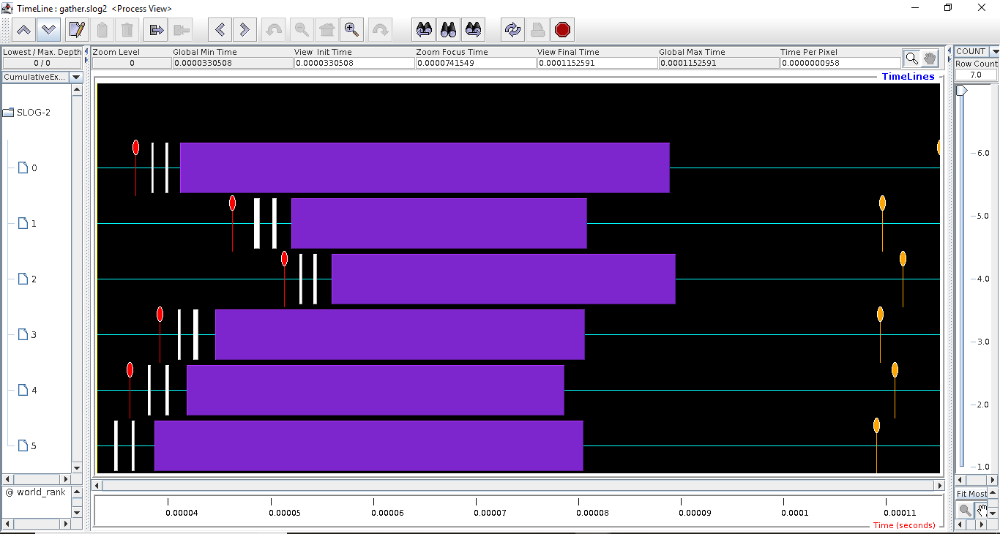 TimeLine : gather.slog2  <Process View>
Lowest / Max. Depth
0 / 0
Zoom Level
0
Global Min Time
0.0000330508
View  Init Time
0.0000330508
Zoom Focus Time
0.0000741549
View Final Time
0.0001152591
Global Max Time
0.0001152591
Time Per Pixel
0.0000000958
COUNT
Row Count
7.0
CumulativeEx...
TimeLines
SLOG-2
0
1
2
3
4
5
6.0
5.0
4.0
3.0
2.0
1.0
@ world_rank
Fit Most
0.00004
0.00005
0.00006
0.00007
0.00008
0.00009
0.0001
0.00011
Time (seconds)